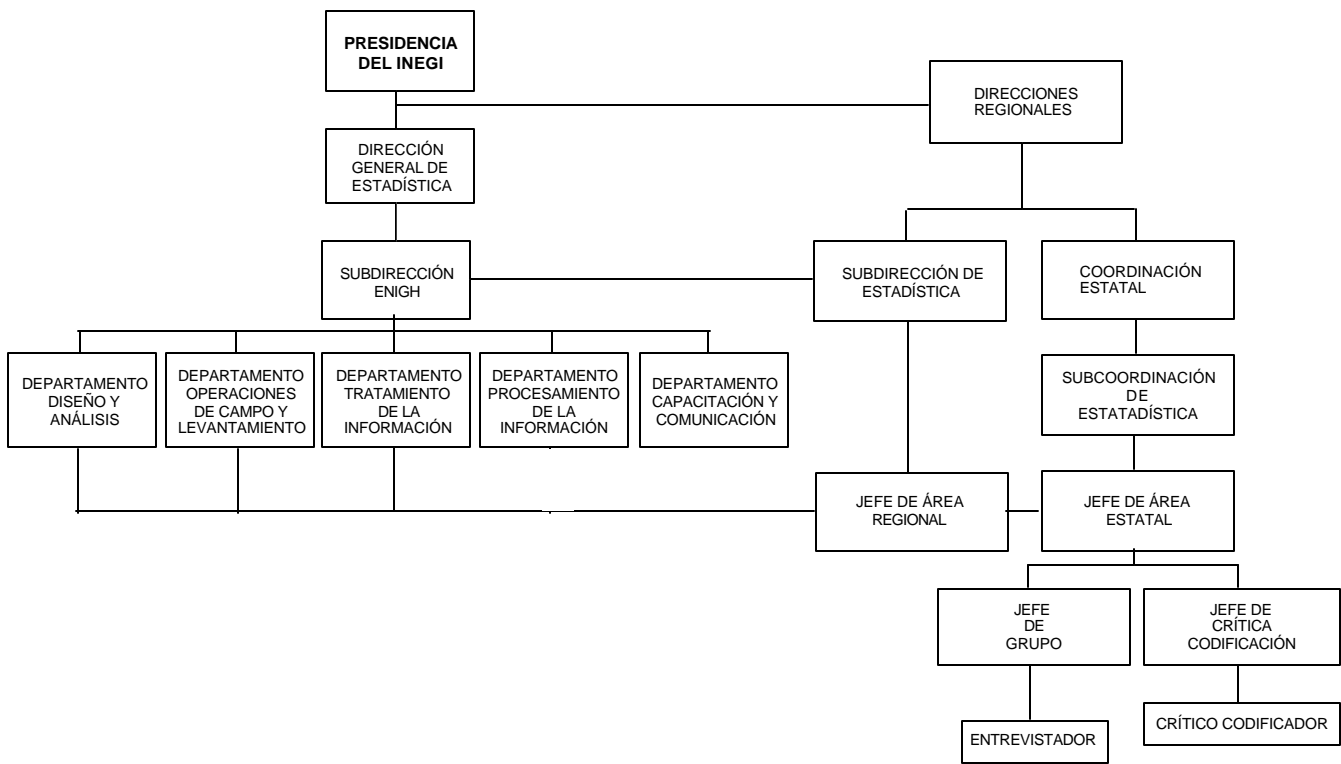 PRESIDENCIA
DEL INEGI
DIRECCIONES
REGIONALES
DIRECCIÓN
GENERAL DE
ESTADÍSTICA
SUBDIRECCIÓN
ENIGH
SUBDIRECCIÓN DE
ESTADÍSTICA
COORDINACIÓN
ESTATAL
DEPARTAMENTO
DISEÑO Y
ANÁLISIS
DEPARTAMENTO
OPERACIONES
DE CAMPO Y
LEVANTAMIENTO
DEPARTAMENTO
TRATAMIENTO
DE LA
INFORMACIÓN
DEPARTAMENTO
PROCESAMIENTO
DE LA
INFORMACIÓN
DEPARTAMENTO
CAPACITACIÓN Y
COMUNICACIÓN
SUBCOORDINACIÓN
DE
ESTATADÍSTICA
JEFE DE ÁREA
REGIONAL
JEFE DE ÁREA
ESTATAL
JEFE
DE
GRUPO
JEFE DE
CRÍTICA
CODIFICACIÓN
ENTREVISTADOR
CRÍTICO CODIFICADOR